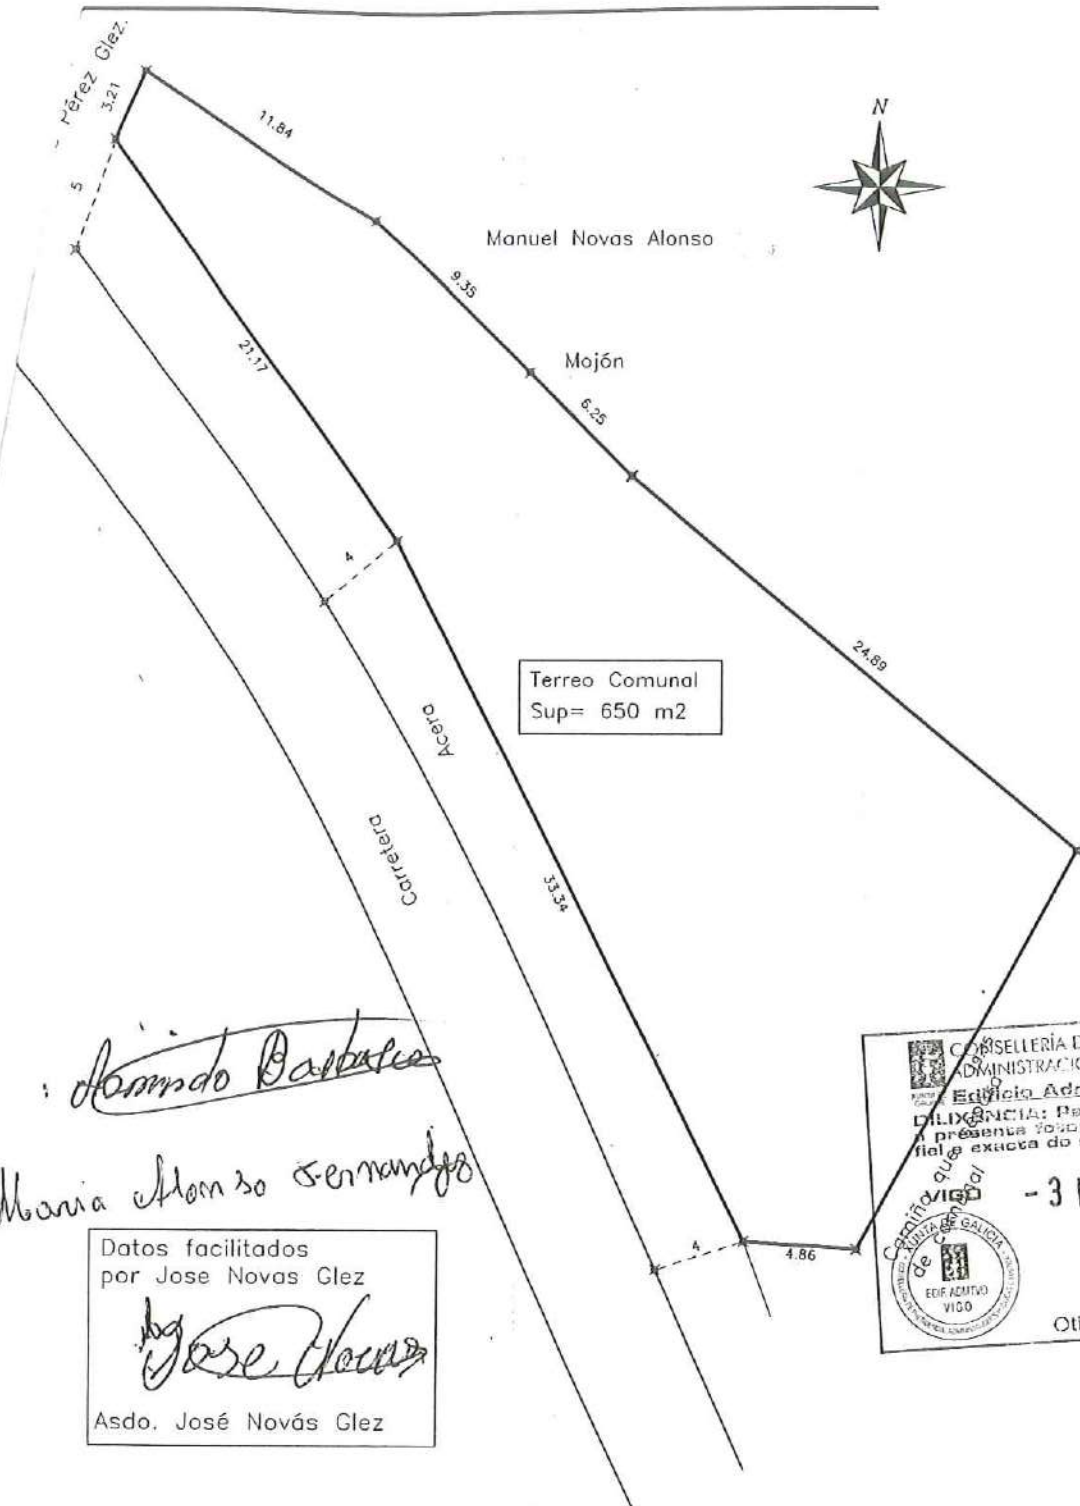 Pérez Glez.
3.21
11.84
N
5
Manuel Novas Alonso
9.35
21.17
Mojón
6.25
4
24.89
Terreo Comunal
Sup= 650 m2
Acera
Carretera
33.34
CONSELLERÍA D
ADMINISTRACIÓ
XUNTA
Edificio Adm
DILIXENCIA: Pa
presenta folio
fiel e exacta do
VIGO - 3
Camiño que
de
XUNTA DE GALICIA
EDIF. ADMTVO
VIGO
4
4.86
Maria Alonso Fernandez
Datos facilitados
por Jose Novas Glez
Jose Novas
Asdo. José Novás Glez